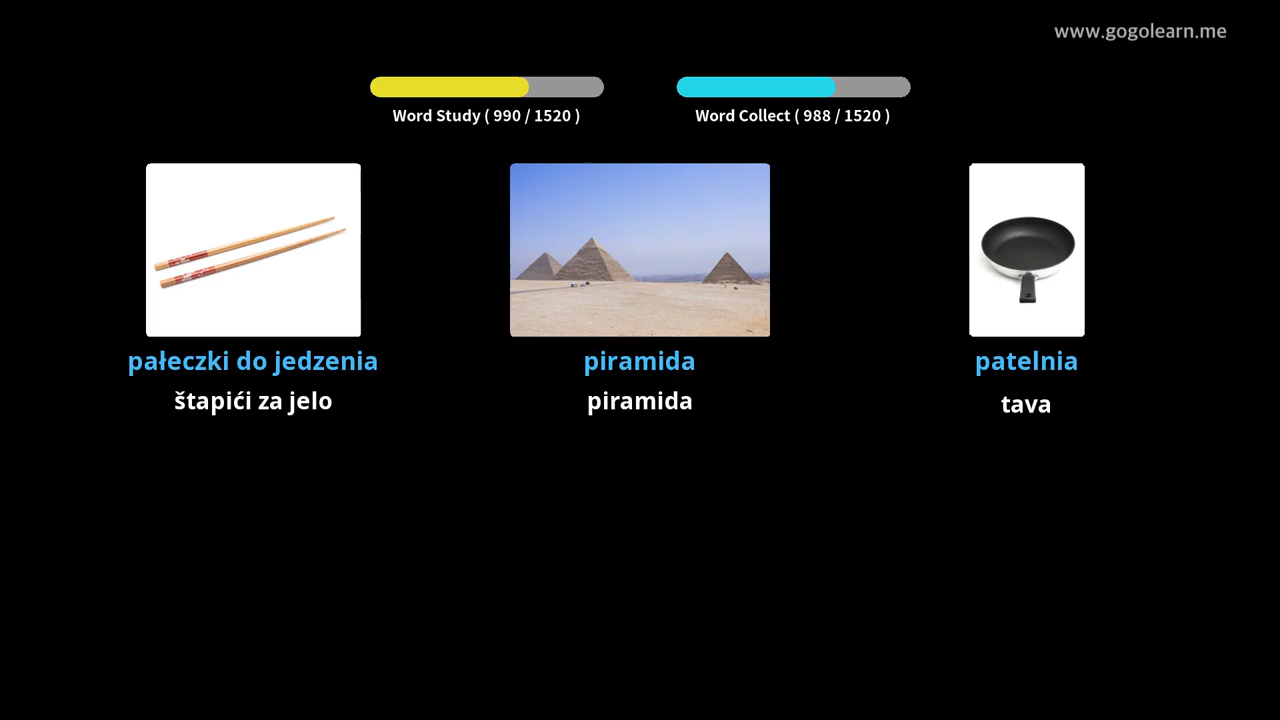 www.gogolearn.me
Word Study ( 990 / 1520 )
Word Collect ( 988 / 1520 )
pałeczki do jedzenia
štapići za jelo
piramida
piramida
patelnia
tava